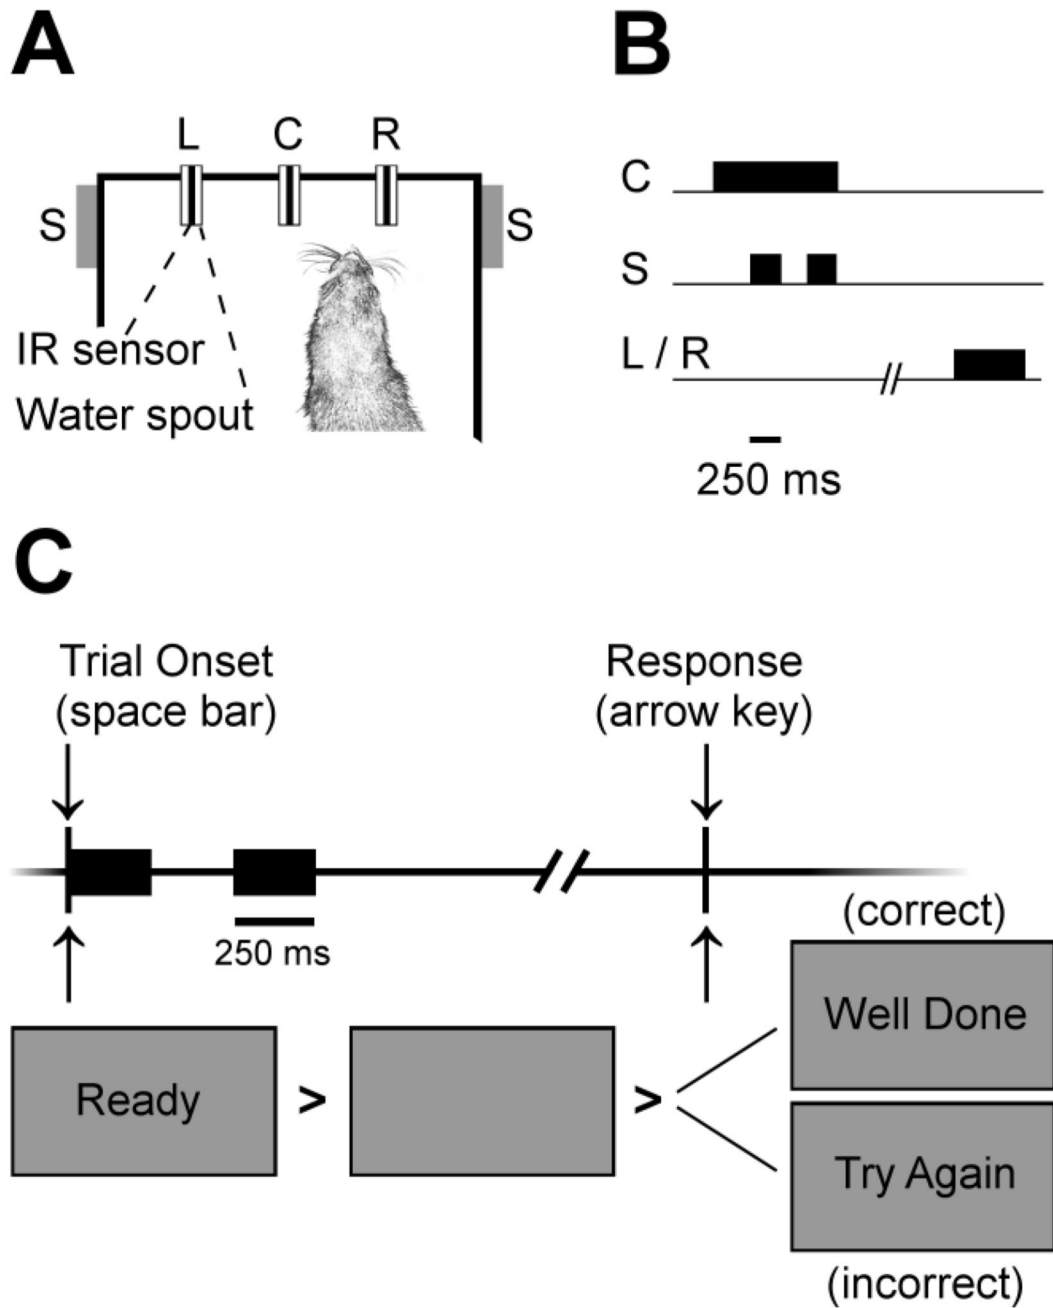 A
L C R
S S
IR sensor
Water spout
B
C
S
L / R
//
250 ms
C
Trial Onset
(space bar)
Response
(arrow key)
250 ms
(correct)
Well Done
Ready > >
Try Again
(incorrect)